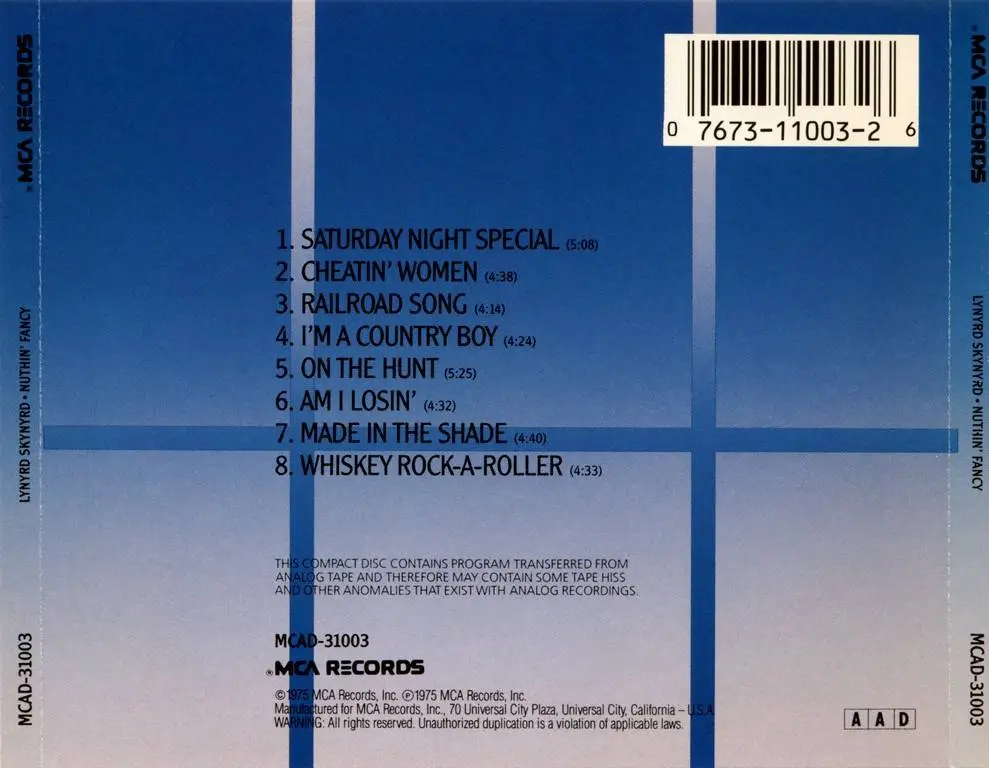 MCA RECORDS
LYNYRD SKYNYRD • NUTHIN' FANCY
MCAD-31003
0 7673-11003-2 6
1. SATURDAY NIGHT SPECIAL (5:08)
2. CHEATIN' WOMEN (4:38)
3. RAILROAD SONG (4:14)
4. I'M A COUNTRY BOY (4:24)
5. ON THE HUNT (5:25)
6. AM I LOSIN' (4:32)
7. MADE IN THE SHADE (4:40)
8. WHISKEY ROCK-A-ROLLER (4:33)
THIS COMPACT DISC CONTAINS PROGRAM TRANSFERRED FROM
ANALOG TAPE AND THEREFORE MAY CONTAIN SOME TAPE HISS
AND OTHER ANOMALIES THAT EXIST WITH ANALOG RECORDINGS.
MCAD-31003
®MCA RECORDS
©1975 MCA Records, Inc. ℗1975 MCA Records, Inc.
Manufactured for MCA Records, Inc., 70 Universal City Plaza, Universal City, California – U.S.A.
WARNING: All rights reserved. Unauthorized duplication is a violation of applicable laws.
A A D
®MCA RECORDS
LYNYRD SKYNYRD • NUTHIN' FANCY
MCAD-31003